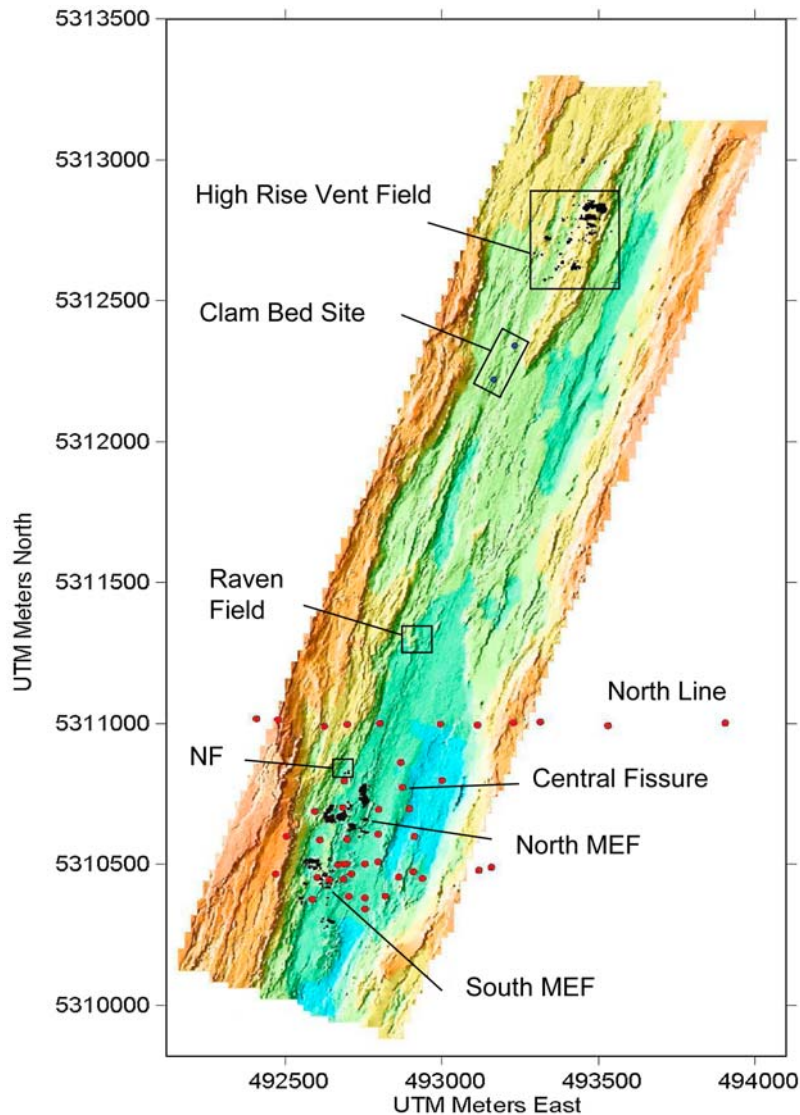 5313500
5313000
High Rise Vent Field
5312500
Clam Bed Site
5312000
UTM Meters North
5311500
Raven
Field
5311000
North Line
NF
Central Fissure
North MEF
5310500
South MEF
5310000
492500 493000 493500 494000
UTM Meters East